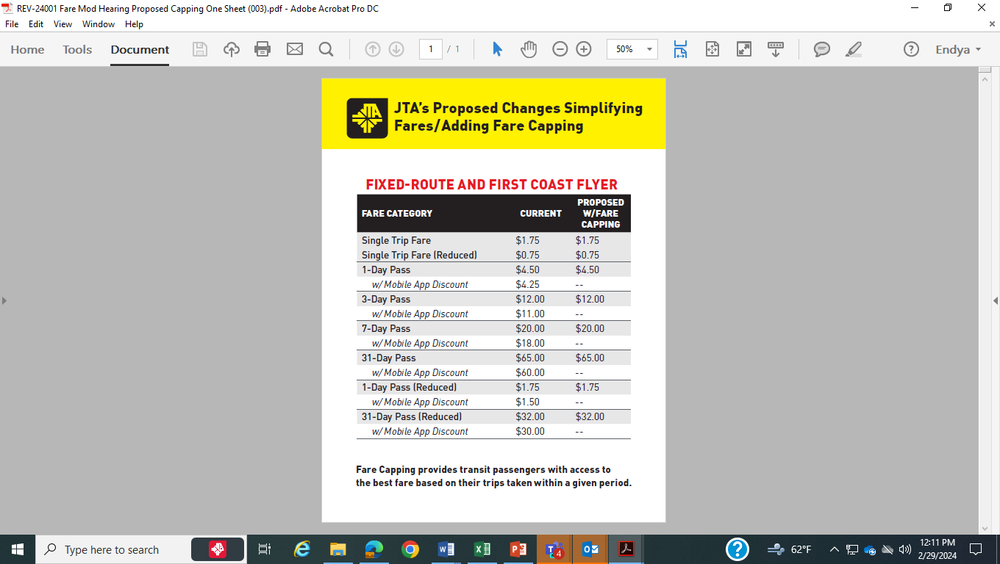 REV-24001 Fare Mod Hearing Proposed Capping One Sheet (003).pdf - Adobe Acrobat Pro DC
File Edit View Window Help
Home Tools Document 1 / 1 50% Endya
JTA
JTA's Proposed Changes Simplifying
Fares/Adding Fare Capping
FIXED-ROUTE AND FIRST COAST FLYER
FARE CATEGORY CURRENT PROPOSED W/FARE CAPPING
Single Trip Fare $1.75 $1.75
Single Trip Fare (Reduced) $0.75 $0.75
1-Day Pass $4.50 $4.50
w/Mobile App Discount $4.25 --
3-Day Pass $12.00 $12.00
w/Mobile App Discount $11.00 --
7-Day Pass $20.00 $20.00
w/Mobile App Discount $18.00 --
31-Day Pass $65.00 $65.00
w/Mobile App Discount $60.00 --
1-Day Pass (Reduced) $1.75 $1.75
w/Mobile App Discount $1.50 --
31-Day Pass (Reduced) $32.00 $32.00
w/Mobile App Discount $30.00 --
Fare Capping provides transit passengers with access to
the best fare based on their trips taken within a given period.
Type here to search 4 62°F 12:11 PM
2/29/2024